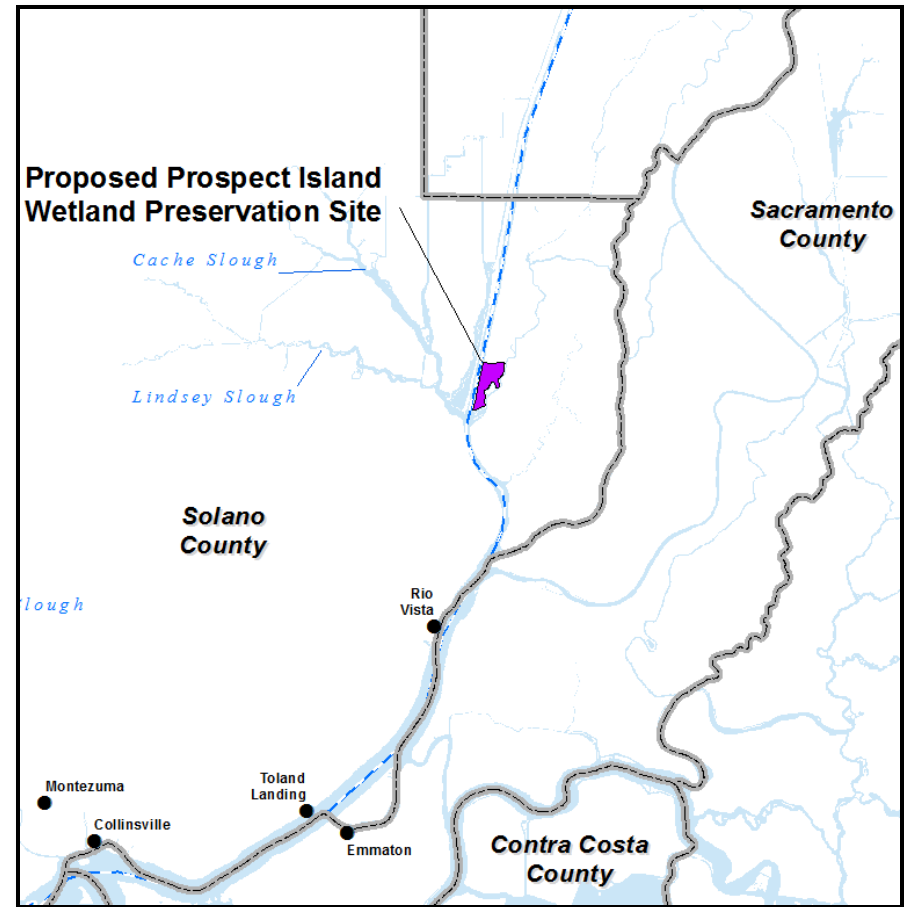 Proposed Prospect Island
Wetland Preservation Site
Sacramento
County
Cache Slough
Lindsey Slough
Solano
County
Rio
Vista
lough
Toland
Landing
Montezuma
Collinsville
Emmaton
Contra Costa
County